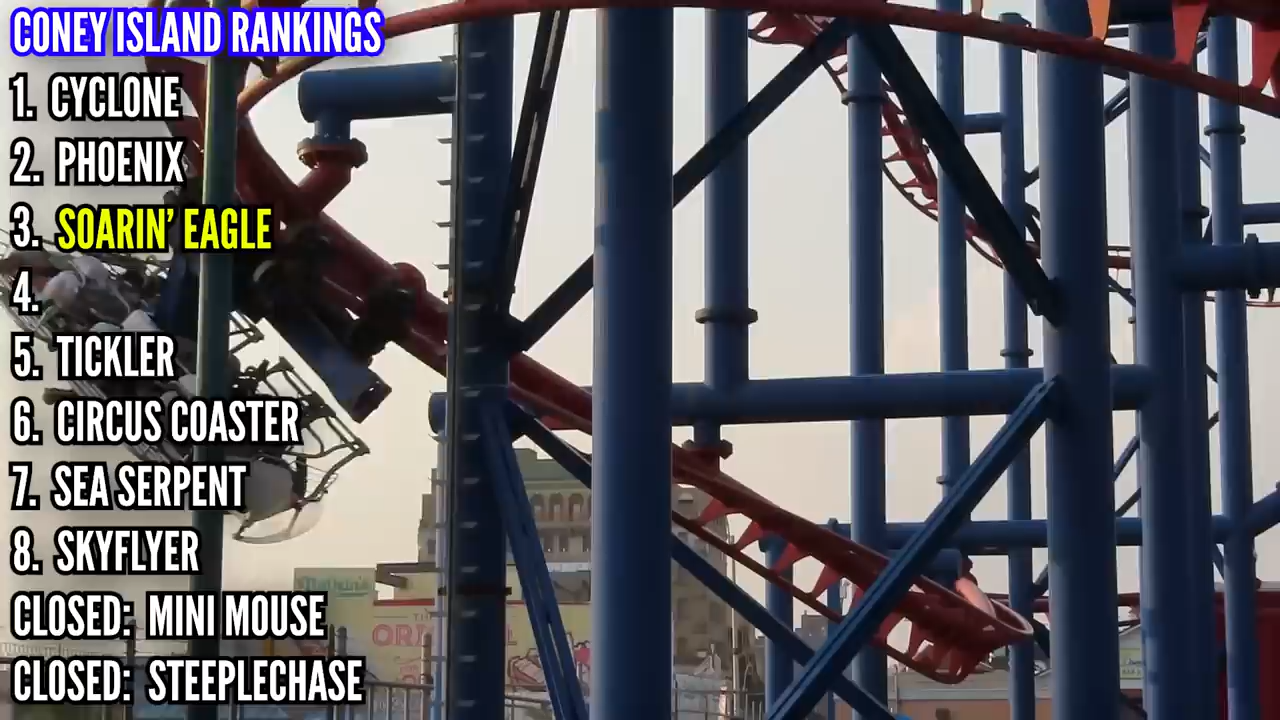 CONEY ISLAND RANKINGS
1. CYCLONE
2. PHOENIX
3. SOARIN' EAGLE
4.
5. TICKLER
6. CIRCUS COASTER
7. SEA SERPENT
8. SKYFLYER
CLOSED: MINI MOUSE
CLOSED: STEEPLECHASE
Nathan's